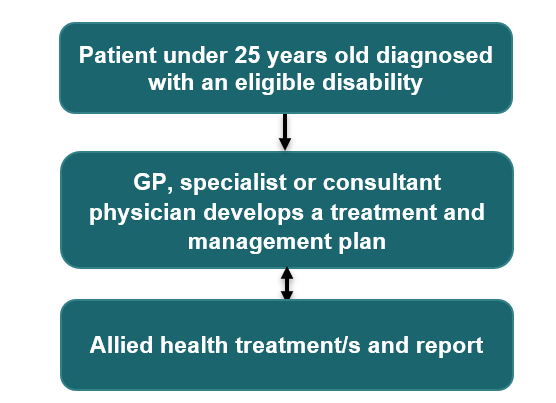 Patient under 25 years old diagnosed
with an eligible disability
GP, specialist or consultant
physician develops a treatment and
management plan
Allied health treatment/s and report